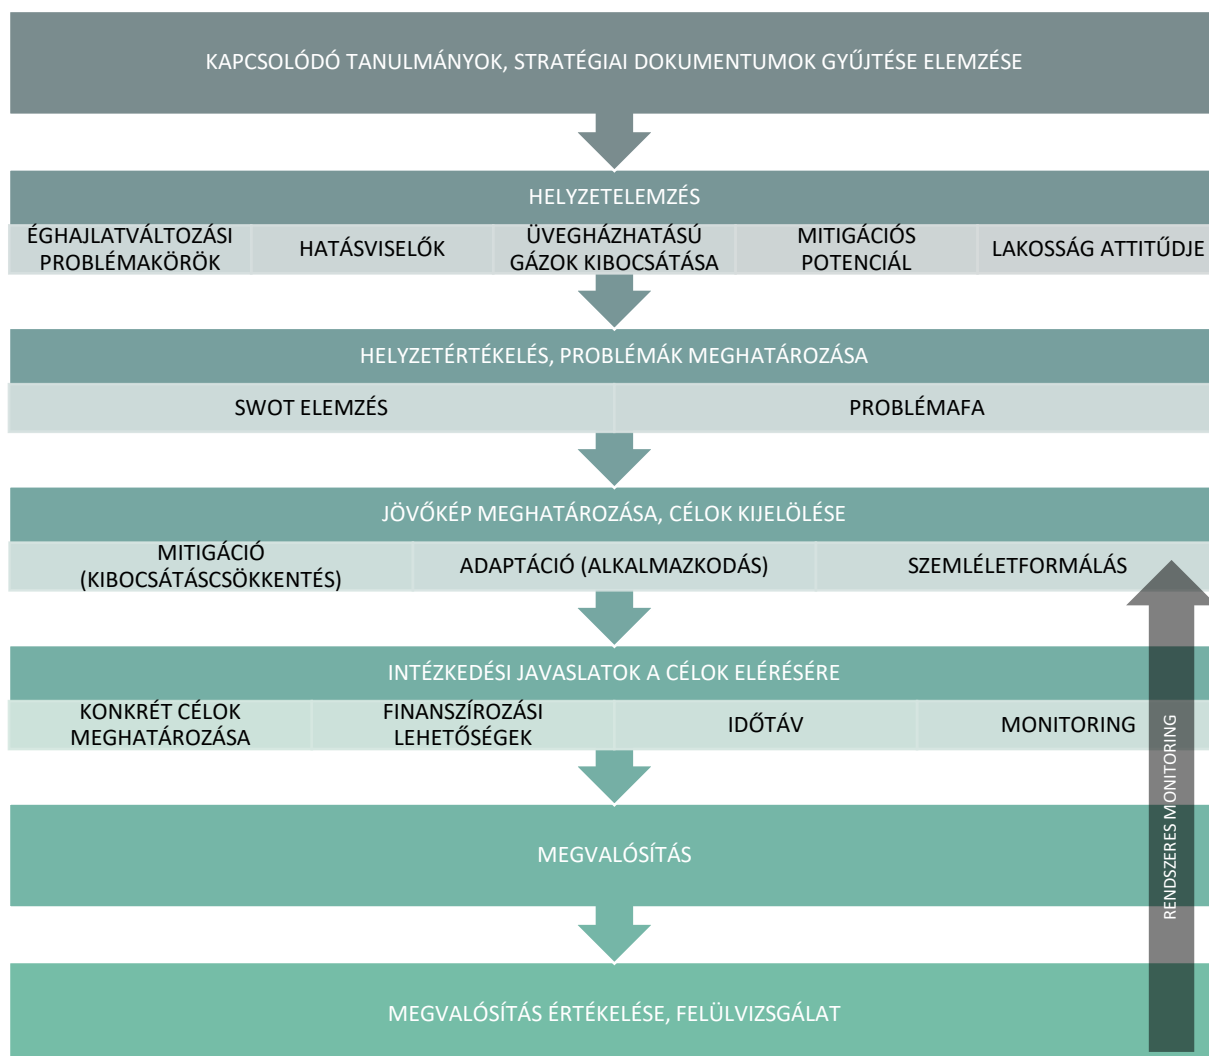 KAPCSOLÓDÓ TANULMÁNYOK, STRATÉGIAI DOKUMENTUMOK GYŰJTÉSE ELEMZÉSE
HELYZETELEMZÉS
ÉGHAJLATVÁLTOZÁSI
PROBLÉMAKÖRÖK
HATÁSVISELŐK
ÜVEGHÁZHATÁSÚ
GÁZOK KIBOCSÁTÁSA
MITIGÁCIÓS
POTENCIÁL
LAKOSSÁG ATTITŰDJE
HELYZETÉRTÉKELÉS, PROBLÉMÁK MEGHATÁROZÁSA
SWOT ELEMZÉS
PROBLÉMAFA
JÖVŐKÉP MEGHATÁROZÁSA, CÉLOK KIJELÖLÉSE
MITIGÁCIÓ
(KIBOCSÁTÁSCSÖKKENTÉS)
ADAPTÁCIÓ (ALKALMAZKODÁS)
SZEMLÉLETFORMÁLÁS
INTÉZKEDÉSI JAVASLATOK A CÉLOK ELÉRÉSÉRE
KONKRÉT CÉLOK
MEGHATÁROZÁSA
FINANSZÍROZÁSI
LEHETŐSÉGEK
IDŐTÁV
MONITORING
RENDSZERES MONITORING
MEGVALÓSÍTÁS
MEGVALÓSÍTÁS ÉRTÉKELÉSE, FELÜLVIZSGÁLAT